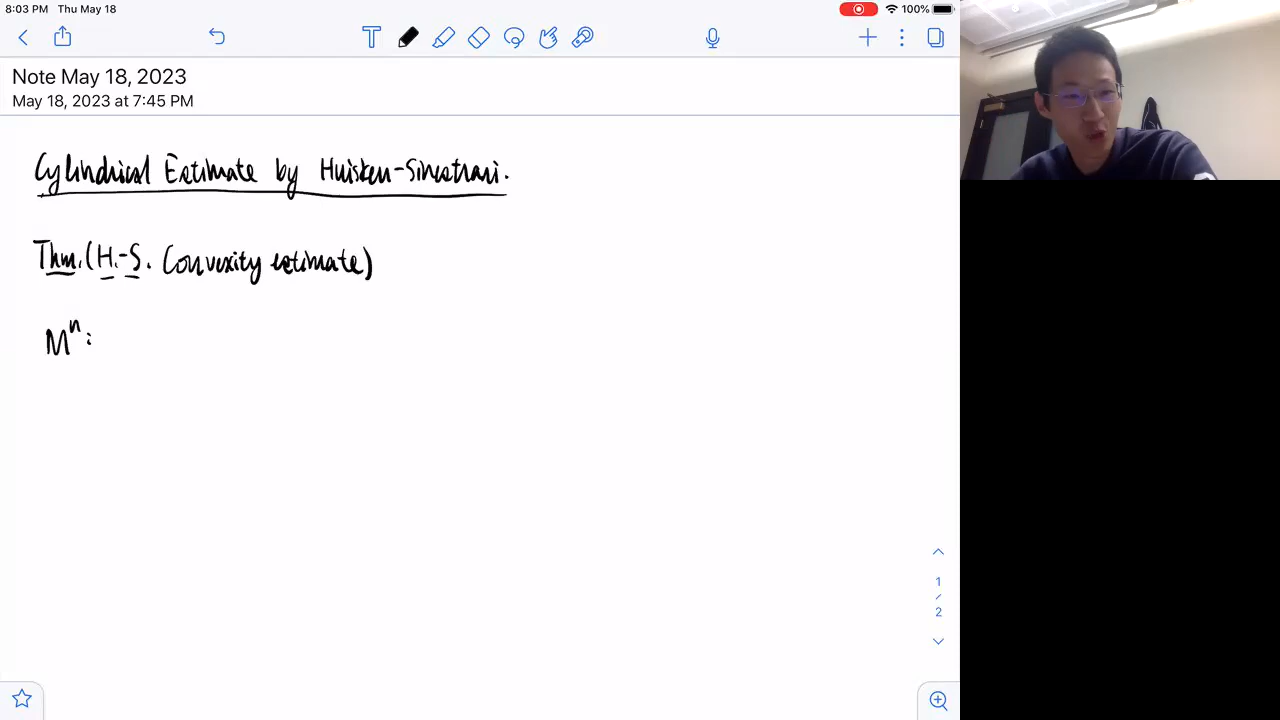 8:03 PM Thu May 18
100%
Note May 18, 2023
May 18, 2023 at 7:45 PM
Cylindrical Estimate by Huisken-Sinestrari.
Thm. (H.-S. Convexity estimate)
Mⁿ:
1
/
2